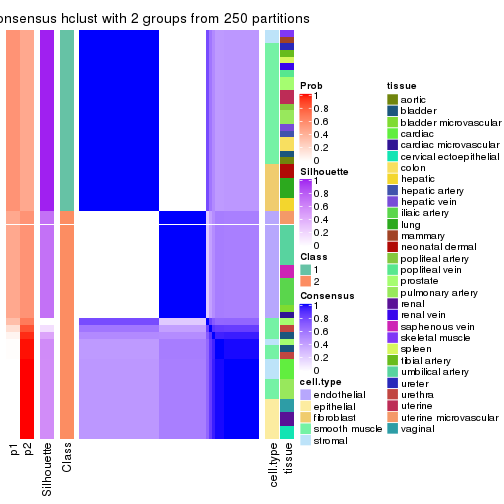 onsensus hclust with 2 groups from 250 partitions
p1
p2
Silhouette
Class
cell.type
tissue
Prob
1
0.8
0.6
0.4
0.2
0
Silhouette
1
0.8
0.6
0.4
0.2
0
Class
1
2
Consensus
1
0.8
0.6
0.4
0.2
0
cell.type
endothelial
epithelial
fibroblast
smooth muscle
stromal
tissue
aortic
bladder
bladder microvascular
cardiac
cardiac microvascular
cervical ectoepithelial
colon
hepatic
hepatic artery
hepatic vein
iliac artery
lung
mammary
neonatal dermal
popliteal artery
popliteal vein
prostate
pulmonary artery
renal
renal vein
saphenous vein
skeletal muscle
spleen
tibial artery
umbilical artery
ureter
urethra
uterine
uterine microvascular
vaginal